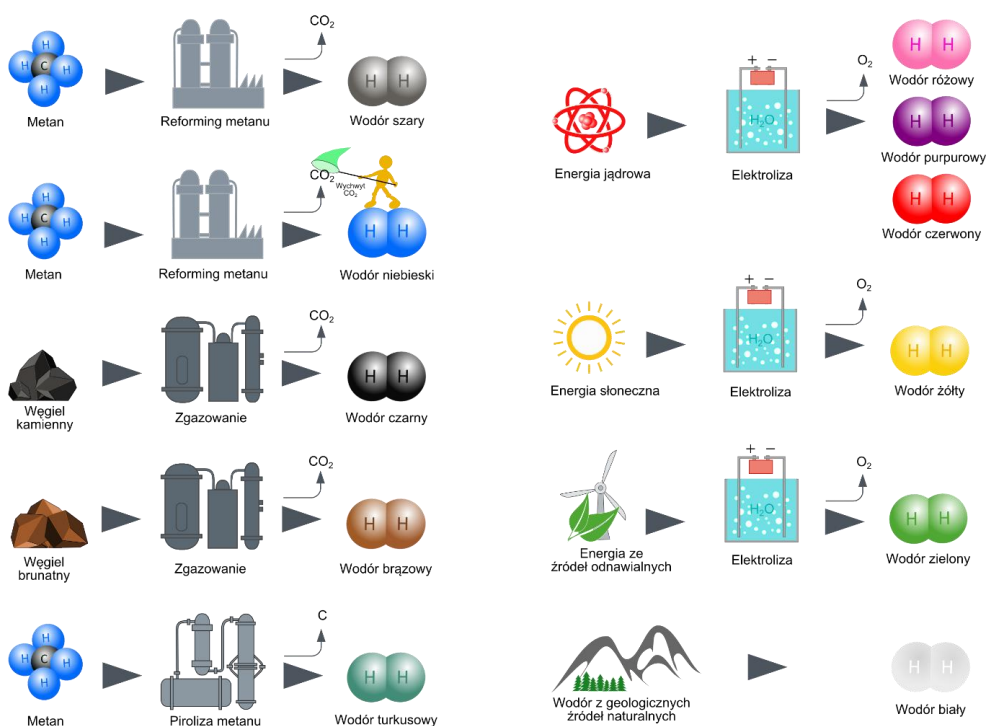 CO2
H
H
C
H
H
H H
Metan
Reforming metanu
Wodór szary
CO2
Wychwyt
CO2
H
H
C
H
H
H H
Metan
Reforming metanu
Wodór niebieski
CO2
H H
Węgiel
kamienny
Zgazowanie
Wodór czarny
CO2
H H
Węgiel
brunatny
Zgazowanie
Wodór brązowy
C
H
H
C
H
H
H H
Metan
Piroliza metanu
Wodór turkusowy
H H
Wodór różowy
+ −
O2
H2O
H H
Wodór purpurowy
Energia jądrowa
Elektroliza
H H
Wodór czerwony
+ −
O2
H2O
H H
Energia słoneczna
Elektroliza
Wodór żółty
+ −
O2
H2O
H H
Energia ze
źródeł odnawialnych
Elektroliza
Wodór zielony
H H
Wodór z geologicznych
źródeł naturalnych
Wodór biały